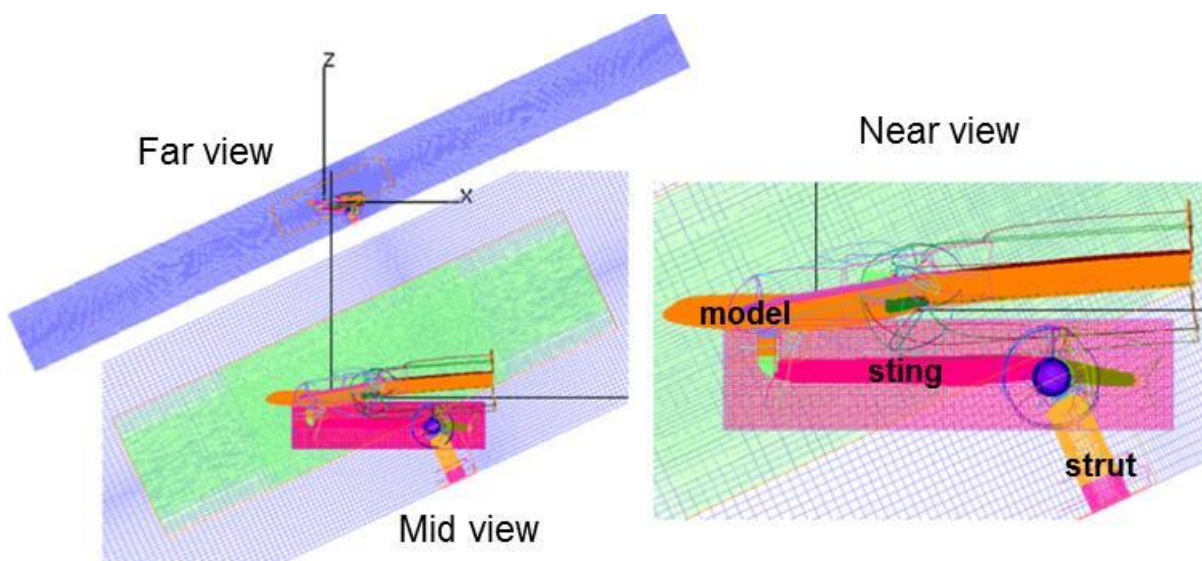 z
Far view
x
Mid view
Near view
model
sting
strut